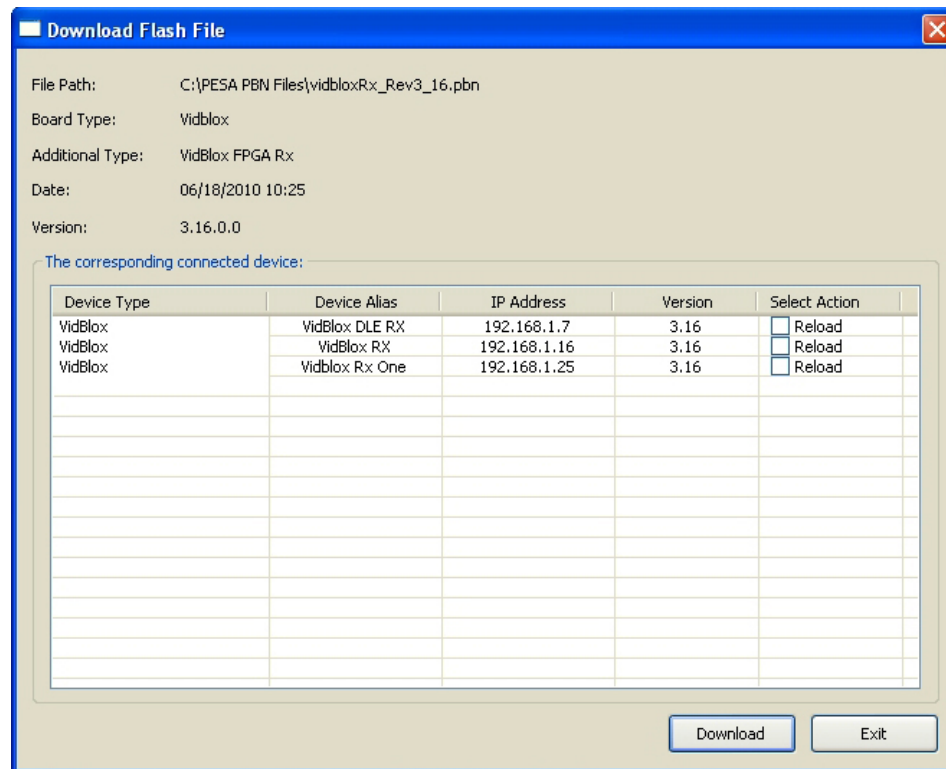 Download Flash File
File Path: C:\PESA PBN Files\vidbloxRx_Rev3_16.pbn
Board Type: Vidblox
Additional Type: VidBlox FPGA Rx
Date: 06/18/2010 10:25
Version: 3.16.0.0
The corresponding connected device:
Device Type Device Alias IP Address Version Select Action
VidBlox VidBlox DLE RX 192.168.1.7 3.16 Reload
VidBlox VidBlox RX 192.168.1.16 3.16 Reload
VidBlox Vidblox Rx One 192.168.1.25 3.16 Reload
Download Exit